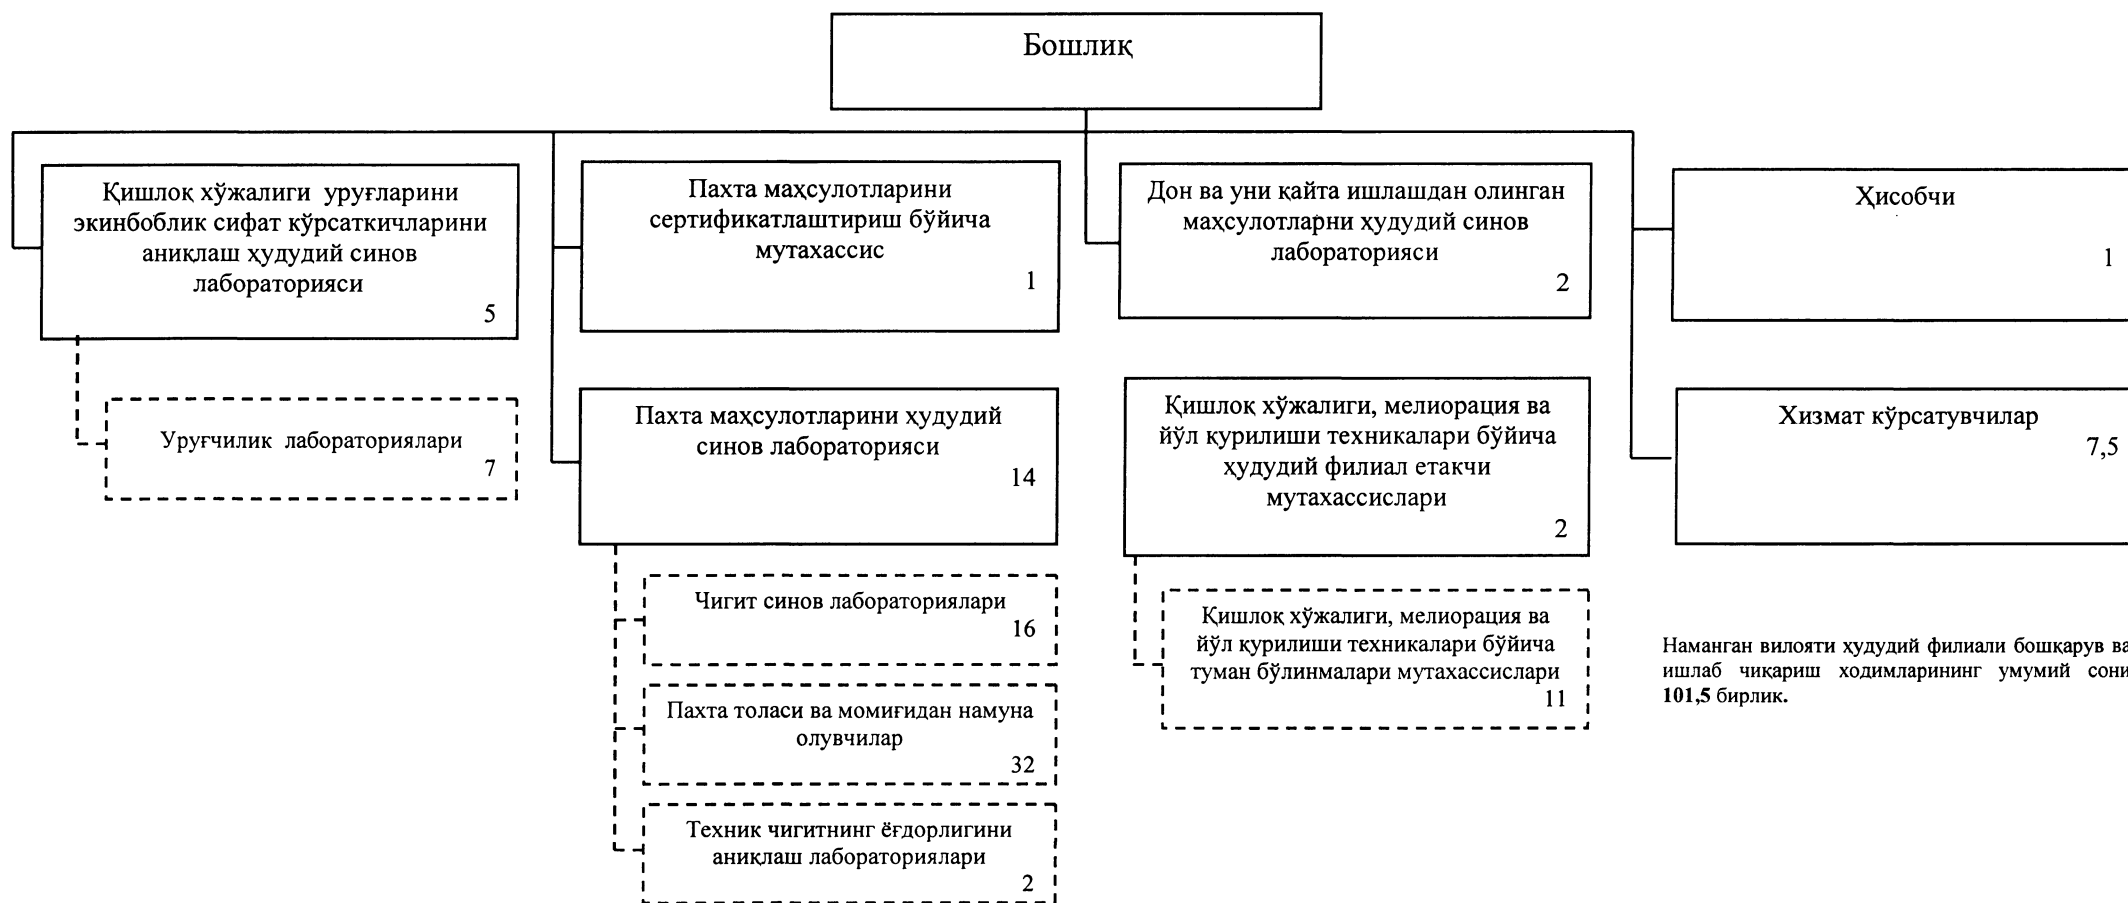 Бошлиқ
Қишлоқ хўжалиги уруғларини
экинбоблик сифат кўрсаткичларини
аниқлаш ҳудудий синов
лабораторияси
5
Уруғчилик лабораториялари
7
Пахта маҳсулотларини
сертификатлаштириш бўйича
мутахассис
1
Пахта маҳсулотларини ҳудудий
синов лабораторияси
14
Чигит синов лабораториялари
16
Пахта толаси ва момиғидан намуна
олувчилар
32
Техник чигитнинг ёғдорлигини
аниқлаш лабораториялари
2
Дон ва уни қайта ишлашдан олинган
маҳсулотларни ҳудудий синов
лабораторияси
2
Қишлоқ хўжалиги, мелиорация ва
йўл қурилиши техникалари бўйича
ҳудудий филиал етакчи
мутахассислари
2
Қишлоқ хўжалиги, мелиорация ва
йўл қурилиши техникалари бўйича
туман бўлинмалари мутахассислари
11
Ҳисобчи
1
Хизмат кўрсатувчилар
7,5
Наманган вилояти ҳудудий филиали бошқарув ва
ишлаб чиқариш ходимларининг умумий сони
101,5 бирлик.